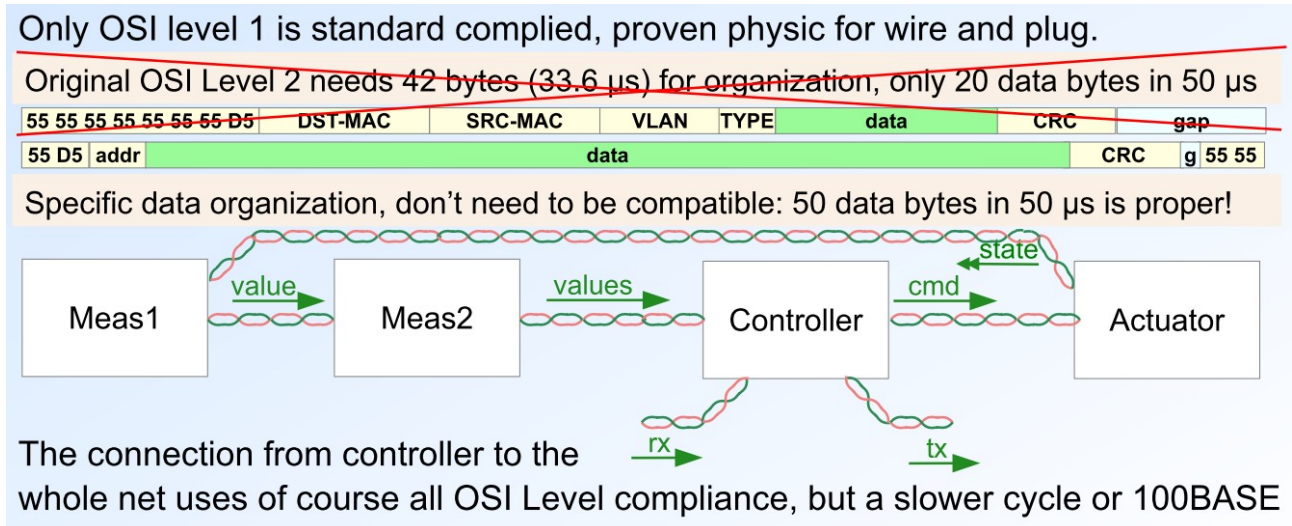 Only OSI level 1 is standard complied, proven physic for wire and plug.
Original OSI Level 2 needs 42 bytes (33.6 µs) for organization, only 20 data bytes in 50 µs
55 55 55 55 55 55 55 D5 DST-MAC SRC-MAC VLAN TYPE data CRC gap
55 D5 addr data CRC g 55 55
Specific data organization, don't need to be compatible: 50 data bytes in 50 µs is proper!
state
value values cmd
Meas1 Meas2 Controller Actuator
rx tx
The connection from controller to the
whole net uses of course all OSI Level compliance, but a slower cycle or 100BASE